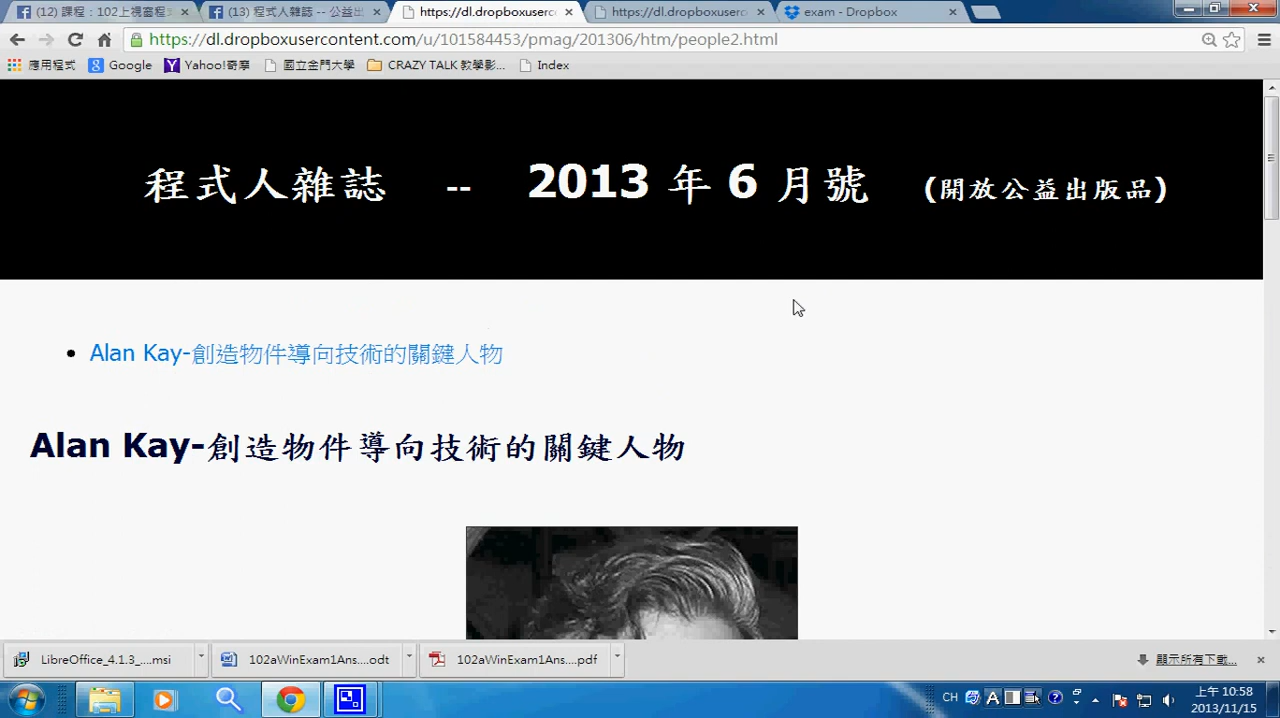 (12) 課程：102上視窗程
(13) 程式人雜誌 -- 公益出
https://dl.dropboxuserc
https://dl.dropboxuserc
exam - Dropbox
https://dl.dropboxusercontent.com/u/101584453/pmag/201306/htm/people2.html
應用程式
Google
Yahoo!奇摩
國立金門大學
CRAZY TALK 教學影...
Index
程式人雜誌 -- 2013 年 6 月號 (開放公益出版品)
Alan Kay-創造物件導向技術的關鍵人物
Alan Kay-創造物件導向技術的關鍵人物
LibreOffice_4.1.3_....msi
102aWinExam1Ans....odt
102aWinExam1Ans....pdf
顯示所有下載...
CH
上午 10:58
2013/11/15